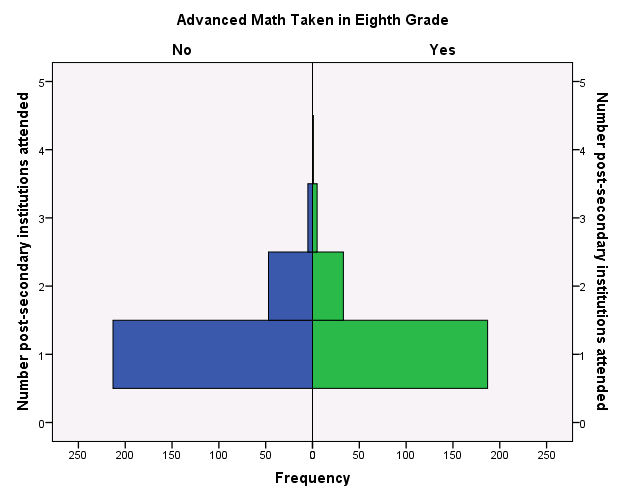 Advanced Math Taken in Eighth Grade
No Yes
Number post-secondary institutions attended
5
4
3
2
1
0
5
4
3
2
1
0
Number post-secondary institutions attended
250 200 150 100 50 0 50 100 150 200 250
Frequency